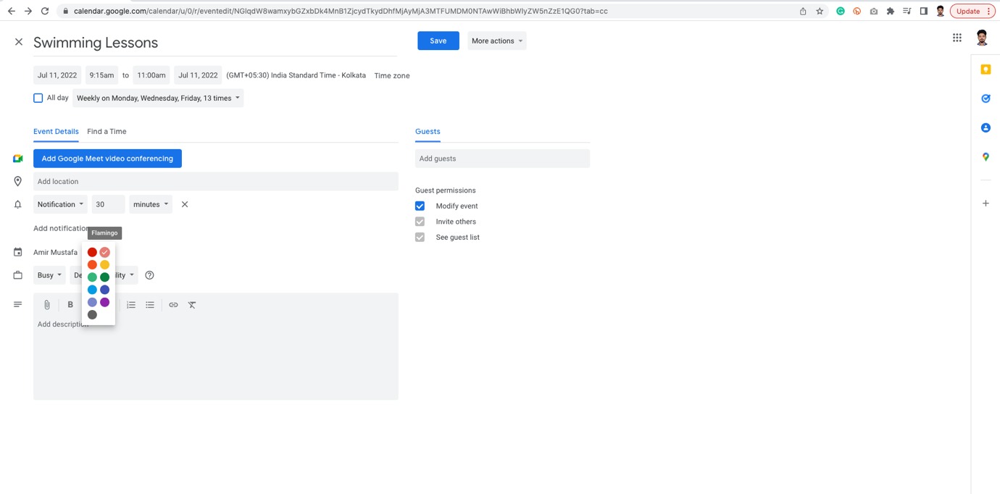 calendar.google.com/calendar/u/0/r/eventedit/NGlqdW8wamxybGZxbDk4MnB1ZjcydTkydDhfMjAyMjA3MTFUMDM0NTAwWiBhbWlyZW5nZzE1QG0?tab=cc
Update
Swimming Lessons
Save
More actions
Jul 11, 2022 9:15am to 11:00am Jul 11, 2022 (GMT+05:30) India Standard Time - Kolkata Time zone
All day Weekly on Monday, Wednesday, Friday, 13 times
Event Details Find a Time
Guests
Add Google Meet video conferencing
Add guests
Add location
Guest permissions
Notification 30 minutes
Modify event
Invite others
Add notification
Flamingo
See guest list
Amir Mustafa
Busy De ility
B
Add description